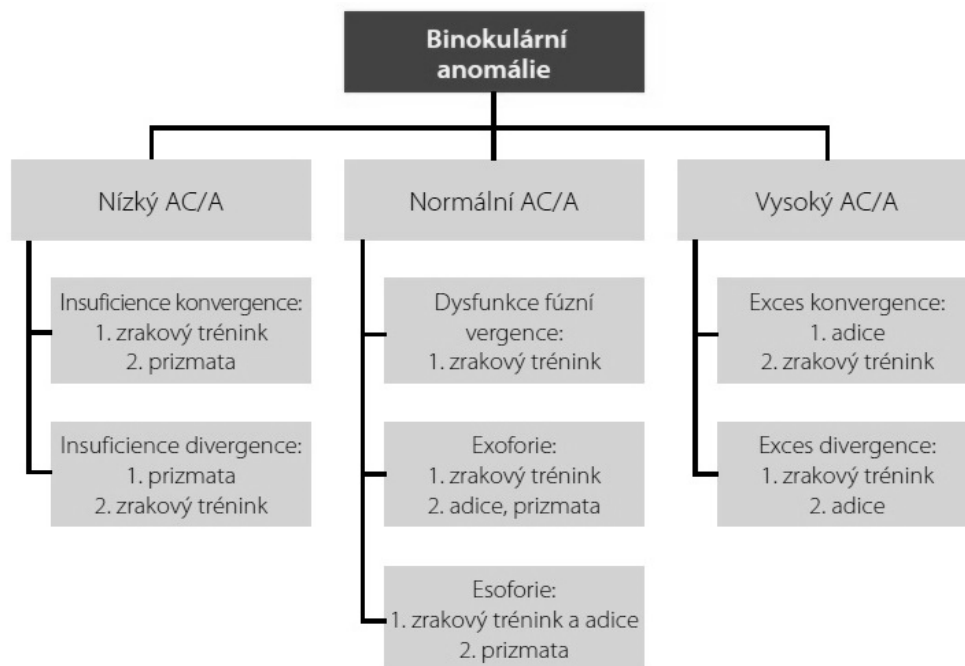 Binokulární
anomálie
Nízký AC/A
Insuficience konvergence:
1. zrakový trénink
2. prizmata
Insuficience divergence:
1. prizmata
2. zrakový trénink
Normální AC/A
Dysfunkce fúzní
vergence:
1. zrakový trénink
Exoforie:
1. zrakový trénink
2. adice, prizmata
Esoforie:
1. zrakový trénink a adice
2. prizmata
Vysoký AC/A
Exces konvergence:
1. adice
2. zrakový trénink
Exces divergence:
1. zrakový trénink
2. adice